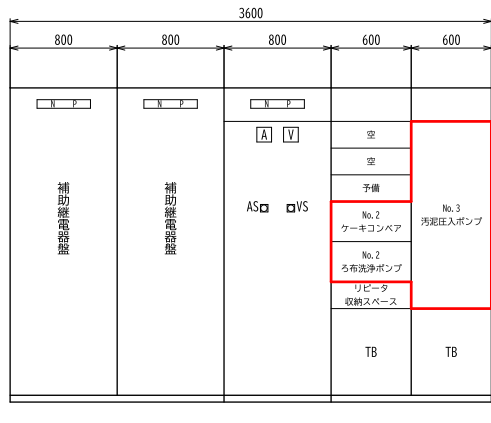 3600
800
800
800
600
600
N P
N P
N P
A
V
AS
VS
補助継電器盤
補助継電器盤
空
空
予備
No.2
ケーキコンベア
No.2
ろ布洗浄ポンプ
リピータ
収納スペース
TB
No.3
汚泥圧入ポンプ
TB